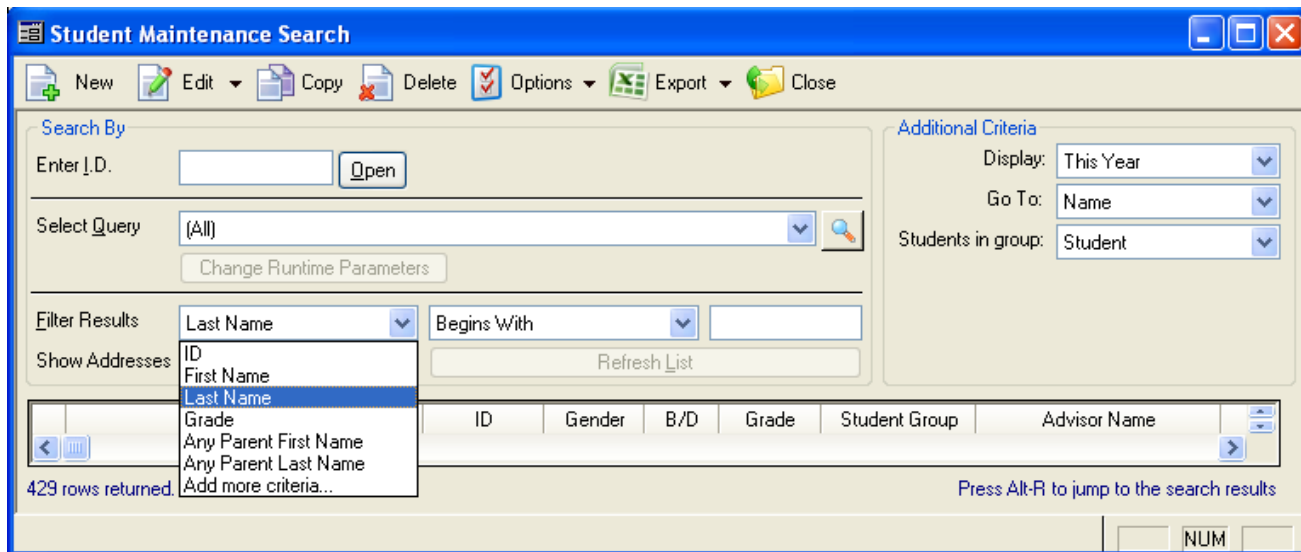 Student Maintenance Search
New Edit Copy Delete Options Export Close
Search By
Additional Criteria
Enter I.D. Open
Display: This Year
Go To: Name
Select Query (All)
Students in group: Student
Change Runtime Parameters
Filter Results Last Name Begins With
Show Addresses Refresh List
ID
First Name
Last Name
Grade
Any Parent First Name
Any Parent Last Name
Add more criteria...
ID Gender B/D Grade Student Group Advisor Name
429 rows returned. Press Alt-R to jump to the search results
NUM